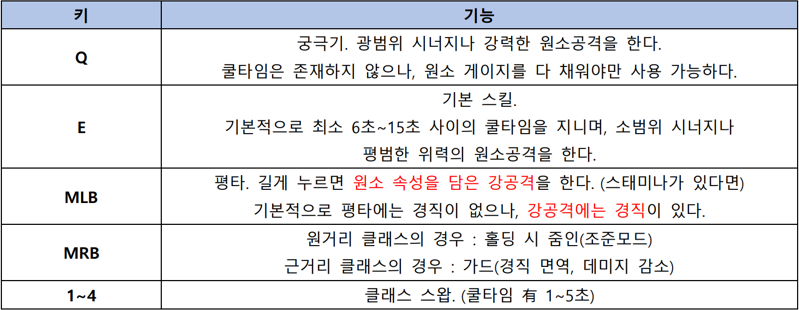 키 기능
Q
궁극기. 광범위 시너지나 강력한 원소공격을 한다.
쿨타임은 존재하지 않으나, 원소 게이지를 다 채워야만 사용 가능하다.
E
기본 스킬.
기본적으로 최소 6초~15초 사이의 쿨타임을 지니며, 소범위 시너지나
평범한 위력의 원소공격을 한다.
MLB
평타. 길게 누르면 원소 속성을 담은 강공격을 한다. (스태미나가 있다면)
기본적으로 평타에는 경직이 없으나, 강공격에는 경직이 있다.
MRB
원거리 클래스의 경우 : 홀딩 시 줌인(조준모드)
근거리 클래스의 경우 : 가드(경직 면역, 데미지 감소)
1~4 클래스 스왑. (쿨타임 有 1~5초)